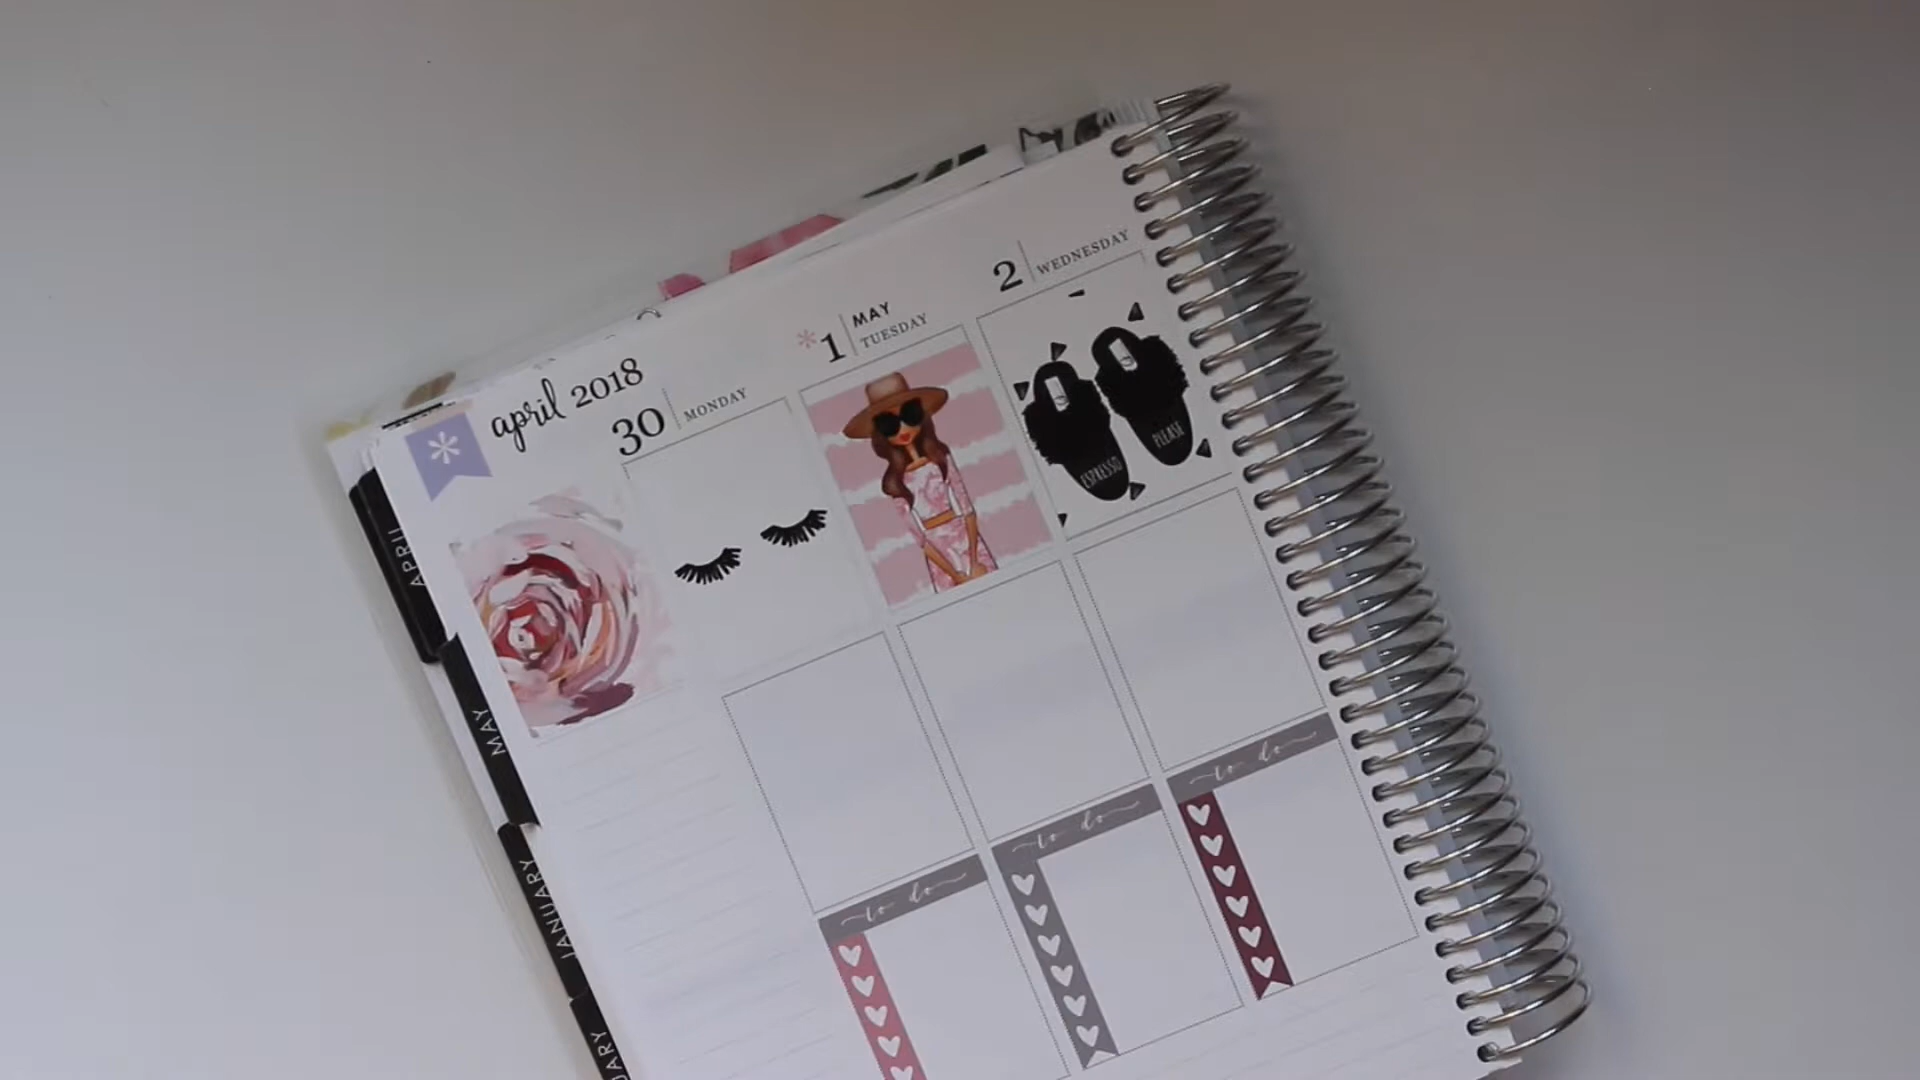 april 2018
30 MONDAY
*1 MAY
TUESDAY
2 WEDNESDAY
ESPRESSO
PLEASE
to do
to do
to do
APRIL
MAY
JANUARY